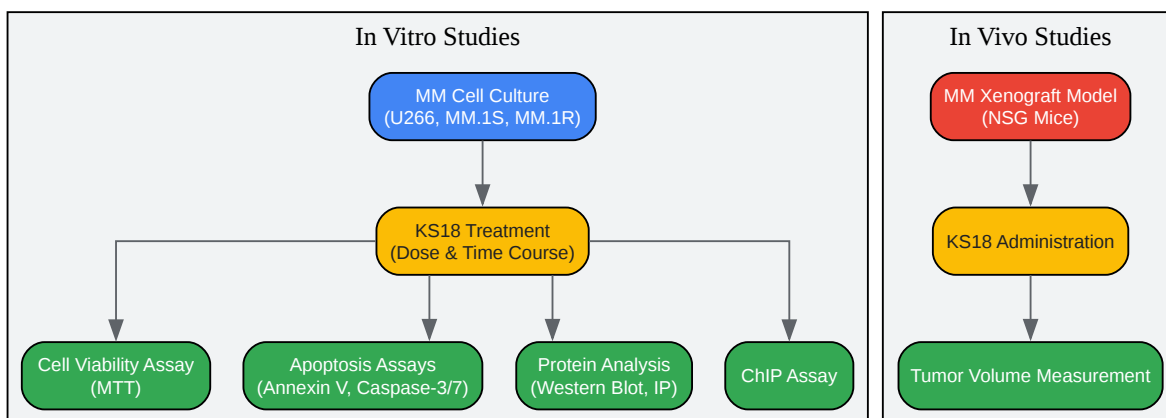 In Vitro Studies
MM Cell Culture
(U266, MM.1S, MM.1R)
KS18 Treatment
(Dose & Time Course)
Cell Viability Assay
(MTT)
Apoptosis Assays
(Annexin V, Caspase-3/7)
Protein Analysis
(Western Blot, IP)
ChIP Assay
In Vivo Studies
MM Xenograft Model
(NSG Mice)
KS18 Administration
Tumor Volume Measurement